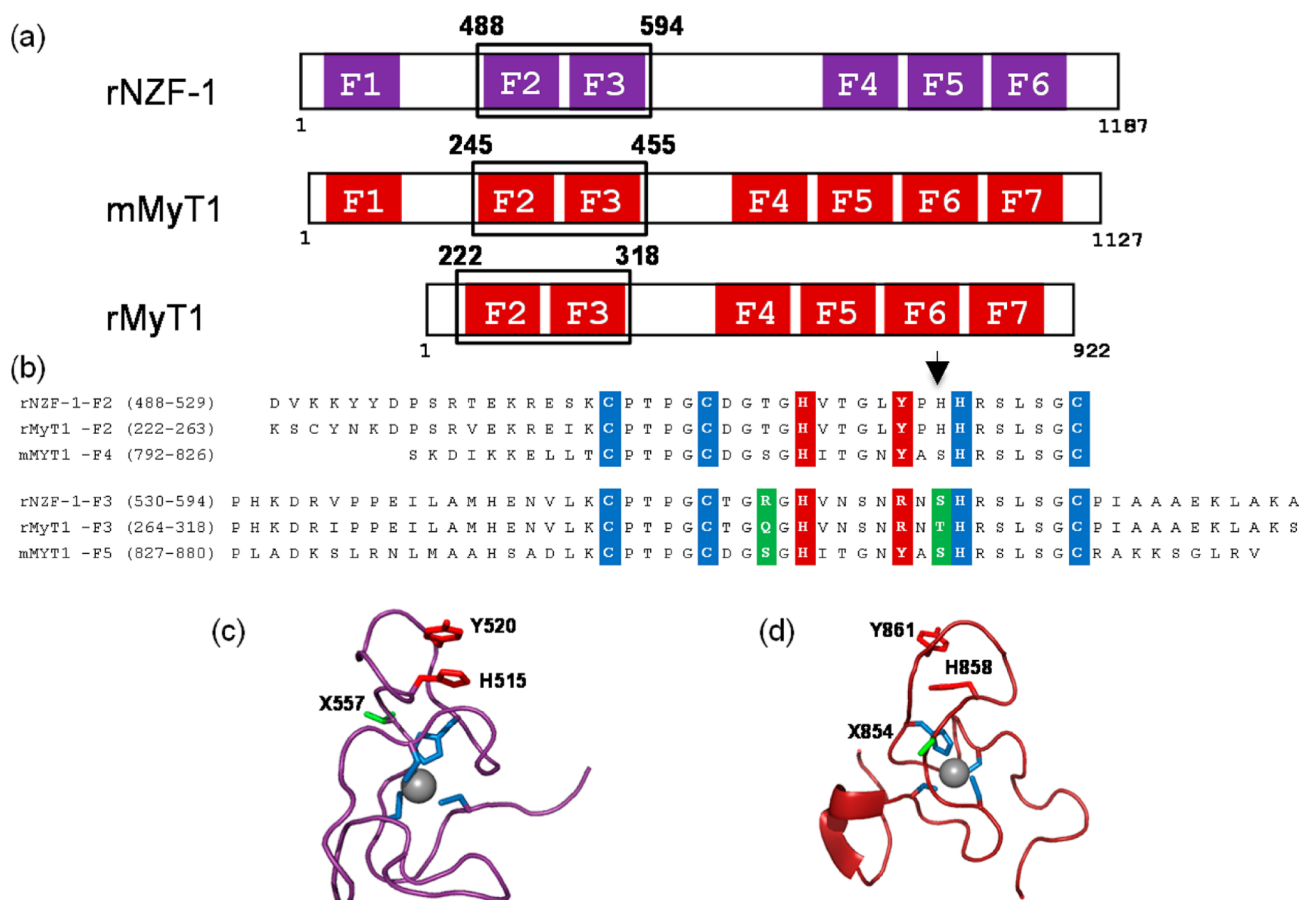 (a)
488 594
rNZF-1 F1 F2 F3 F4 F5 F6
1 1187
245 455
mMyT1 F1 F2 F3 F4 F5 F6 F7
1 1127
222 318
rMyT1 F2 F3 F4 F5 F6 F7
1 922
(b)
rNZF-1-F2 (488-529) D V K K Y Y D P S R T E K R E S K C P T P G C D G T G H V T G L Y P H H R S L S G C
rMyT1 -F2 (222-263) K S C Y N K D P S R V E K R E I K C P T P G C D G T G H V T G L Y P H H R S L S G C
mMYT1 -F4 (792-826) S K D I K K E L L T C P T P G C D G S G H I T G N Y A S H R S L S G C
rNZF-1-F3 (530-594) P H K D R V P P E I L A M H E N V L K C P T P G C T G R G H V N S N R N S H R S L S G C P I A A A E K L A K A
rMyT1 -F3 (264-318) P H K D R I P P E I L A M H E N V L K C P T P G C T G Q G H V N S N R N T H R S L S G C P I A A A E K L A K S
mMYT1 -F5 (827-880) P L A D K S L R N L M A A H S A D L K C P T P G C D G S G H I T G N Y A S H R S L S G C R A K K S G L R V
(c)
Y520
H515
X557
(d)
Y861
H858
X854